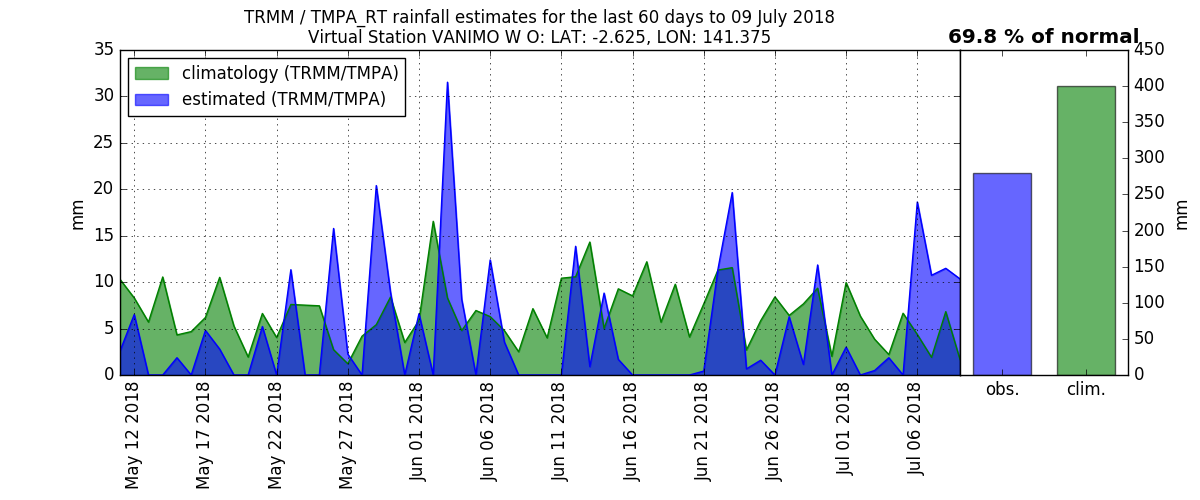 TRMM / TMPA_RT rainfall estimates for the last 60 days to 09 July 2018
Virtual Station VANIMO W O: LAT: -2.625, LON: 141.375
69.8 % of normal
climatology (TRMM/TMPA)
estimated (TRMM/TMPA)
35
30
25
20
15
10
5
0
mm
May 12 2018
May 17 2018
May 22 2018
May 27 2018
Jun 01 2018
Jun 06 2018
Jun 11 2018
Jun 16 2018
Jun 21 2018
Jun 26 2018
Jul 01 2018
Jul 06 2018
450
400
350
300
250
200
150
100
50
0
mm
obs.
clim.